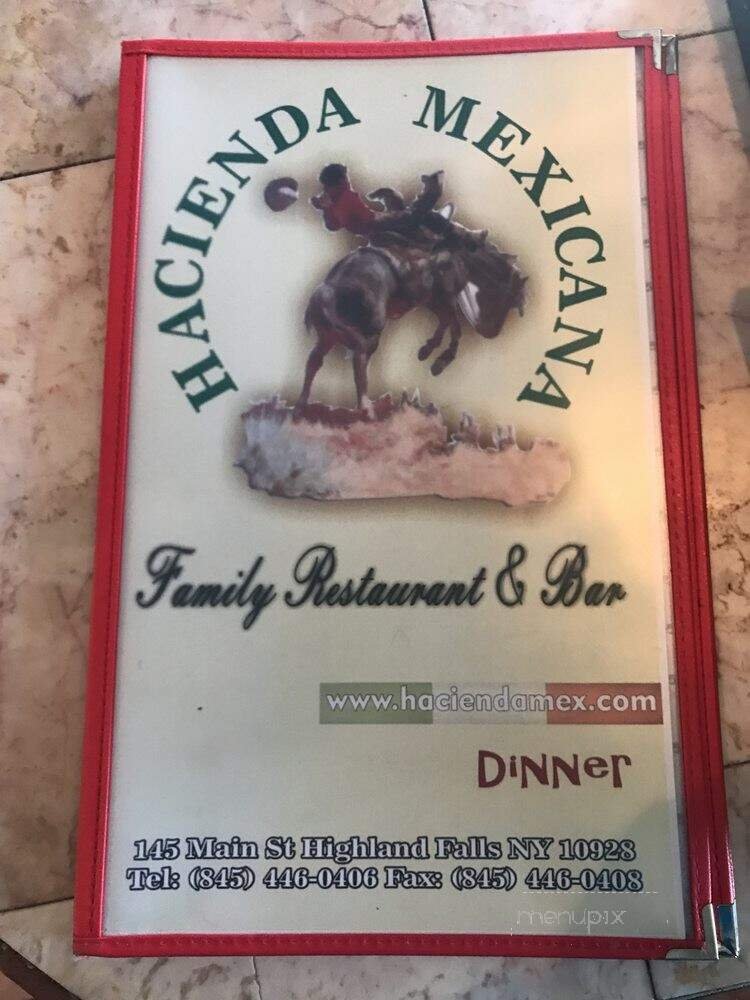 HACIENDA MEXICANA
Family Restaurant & Bar
www.haciendamex.com
DiNNer
145 Main St Highland Falls NY 10928
Tel: (845) 446-0406 Fax: (845) 446-0408
menupix